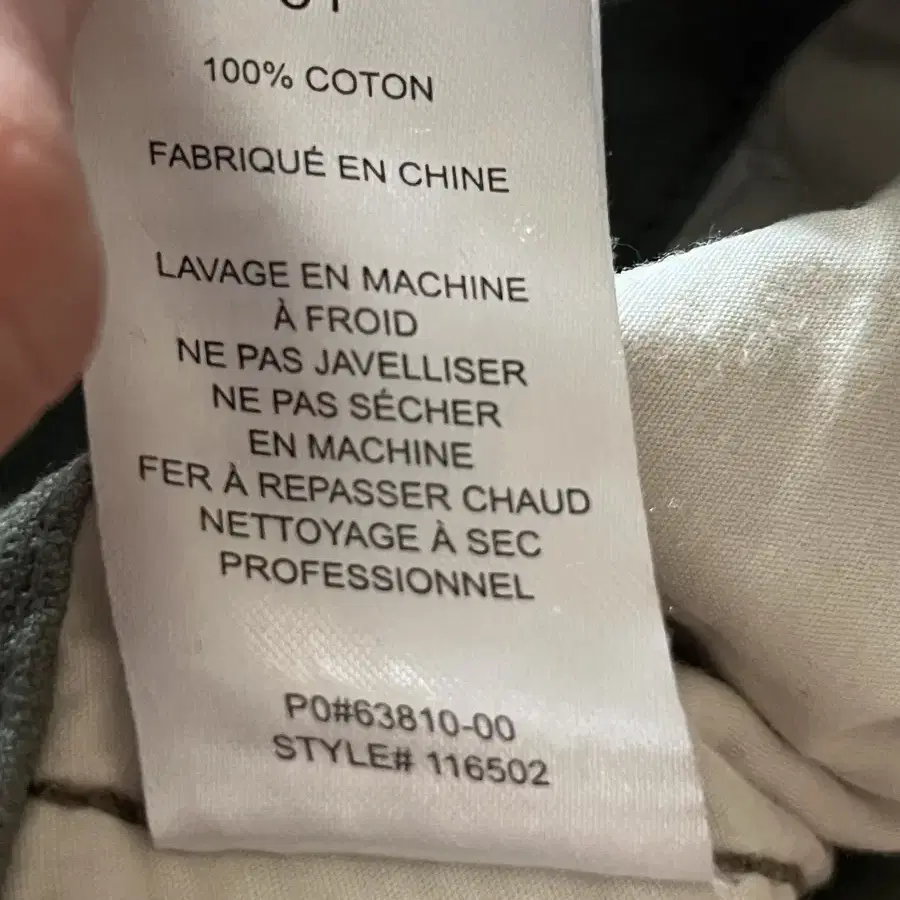 100% COTON
FABRIQUÉ EN CHINE
LAVAGE EN MACHINE
À FROID
NE PAS JAVELLISER
NE PAS SÉCHER
EN MACHINE
FER À REPASSER CHAUD
NETTOYAGE À SEC
PROFESSIONNEL
PO#63810-00
STYLE# 116502